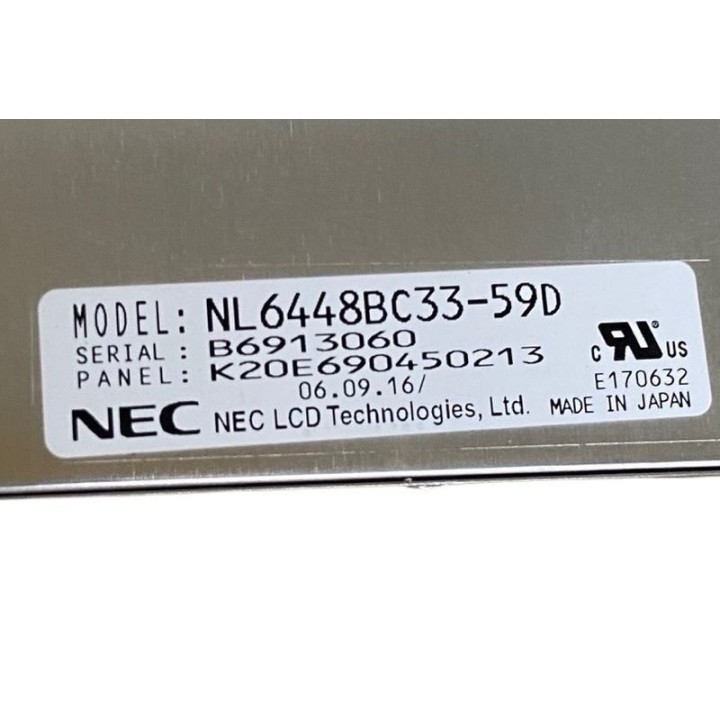 MODEL: NL6448BC33-59D
SERIAL : B6913060
PANEL: K20E690450213
06.09.16/
NEC NEC LCD Technologies, Ltd.
c RU® US
E170632
MADE IN JAPAN